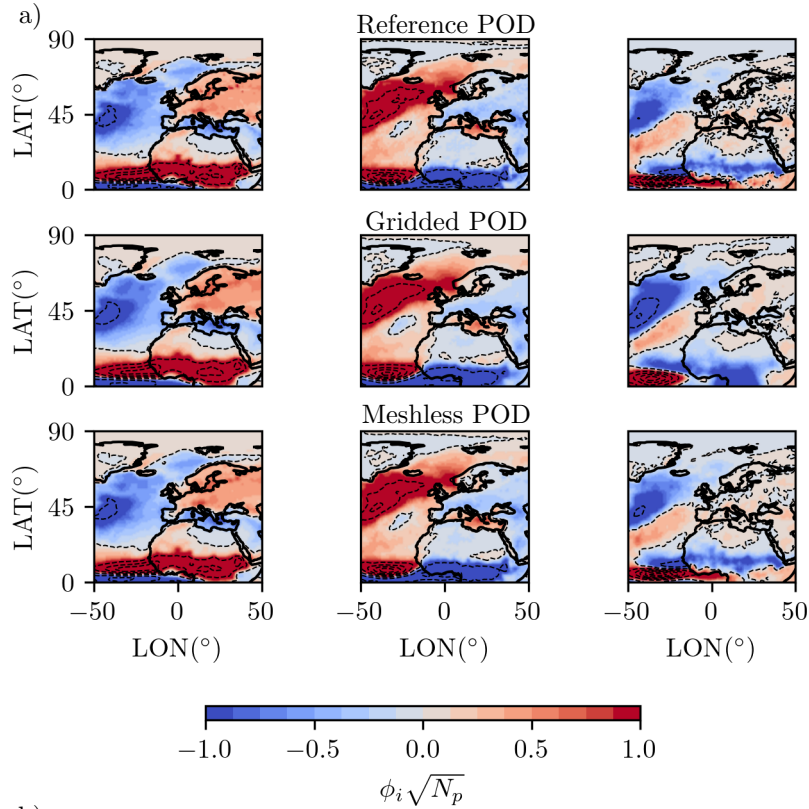 a)
Reference POD
90
LAT(°)
45
0
Gridded POD
90
LAT(°)
45
0
Meshless POD
90
LAT(°)
45
0
−50 0 50 −50 0 50 −50 0 50
LON(°) LON(°) LON(°)
−1.0 −0.5 0.0 0.5 1.0
ϕᵢ√Nₚ